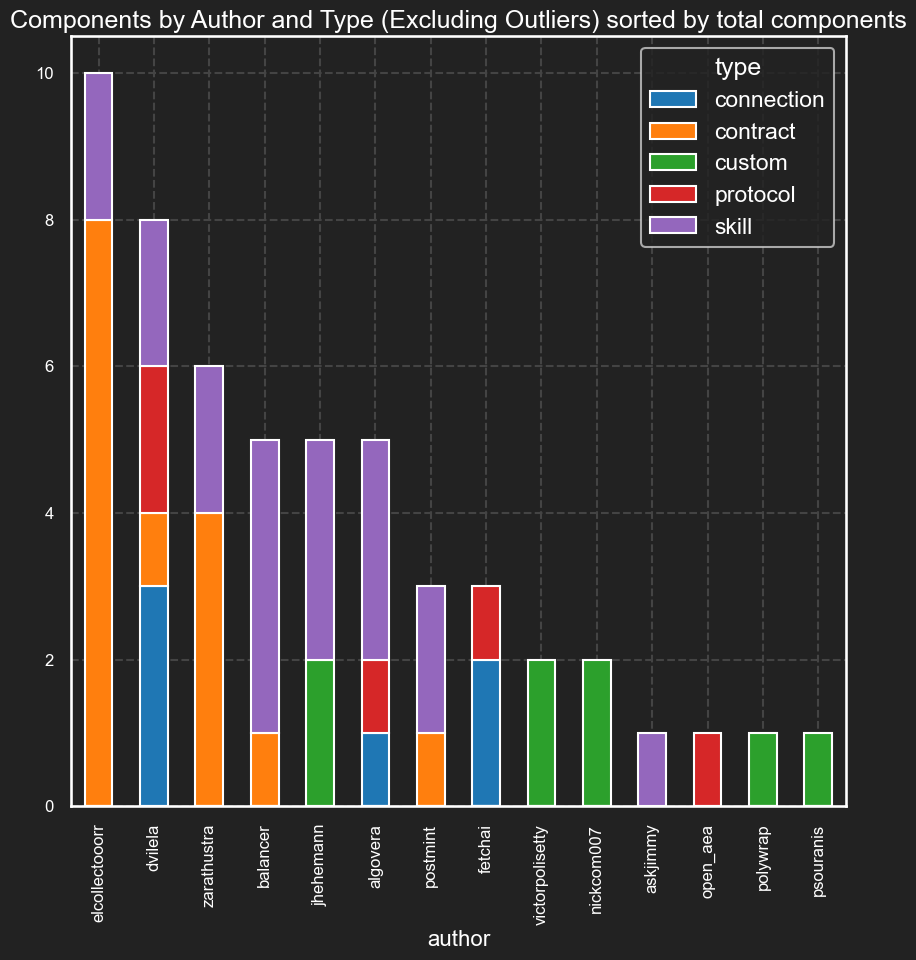 Components by Author and Type (Excluding Outliers) sorted by total components
type
connection
contract
custom
protocol
skill
10
8
6
4
2
0
elcollectooorr
dvilela
zarathustra
balancer
jhehemann
algovera
postmint
fetchai
victorpolisetty
nickcom007
askjimmy
open_aea
polywrap
psouranis
author